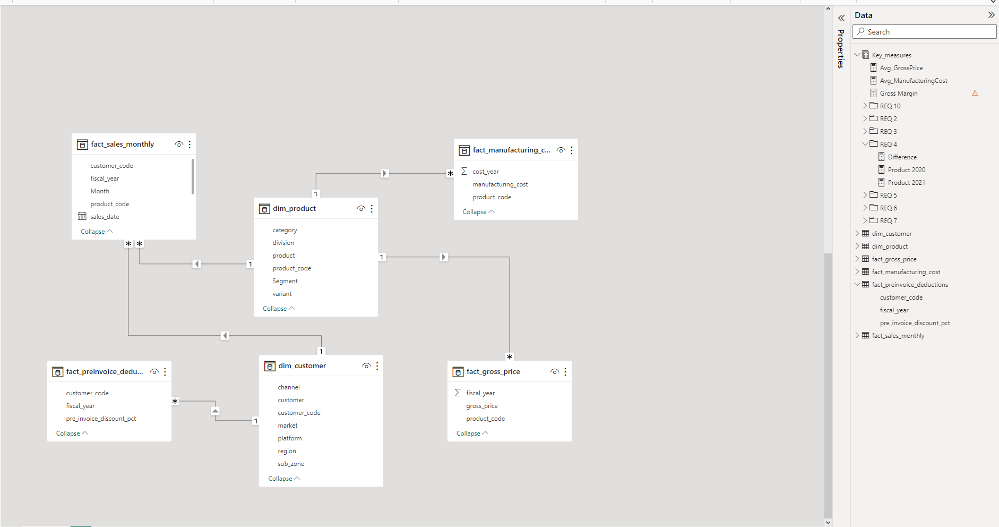 fact_sales_monthly
customer_code
fiscal_year
Month
product_code
sales_date
Collapse
fact_manufacturing_c...
cost_year
manufacturing_cost
product_code
Collapse
dim_product
category
division
product
product_code
Segment
variant
Collapse
fact_preinvoice_dedu...
customer_code
fiscal_year
pre_invoice_discount_pct
Collapse
dim_customer
channel
customer
customer_code
market
platform
region
sub_zone
Collapse
fact_gross_price
fiscal_year
gross_price
product_code
Collapse
1
*
1
*
1
*
1
*
1
*
Properties
Data
Search
Key_measures
Avg_GrossPrice
Avg_ManufacturingCost
Gross Margin
REQ 10
REQ 2
REQ 3
REQ 4
Difference
Product 2020
Product 2021
REQ 5
REQ 6
REQ 7
dim_customer
dim_product
fact_gross_price
fact_manufacturing_cost
fact_preinvoice_deductions
customer_code
fiscal_year
pre_invoice_discount_pct
fact_sales_monthly